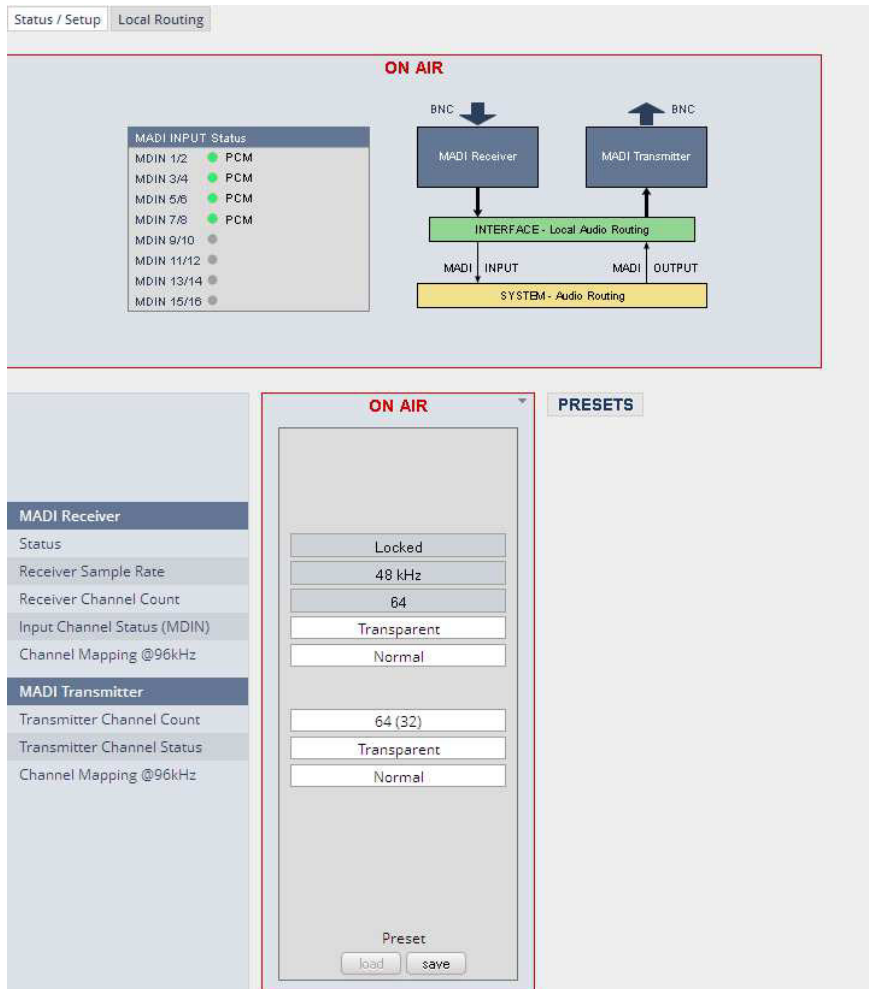 Status / Setup
Local Routing
ON AIR
MADI INPUT Status
MDIN 1/2 PCM
MDIN 3/4 PCM
MDIN 5/6 PCM
MDIN 7/8 PCM
MDIN 9/10
MDIN 11/12
MDIN 13/14
MDIN 15/16
BNC
BNC
MADI Receiver
MADI Transmitter
INTERFACE - Local Audio Routing
MADI INPUT
MADI OUTPUT
SYSTEM - Audio Routing
ON AIR
PRESETS
MADI Receiver
Status Locked
Receiver Sample Rate 48 kHz
Receiver Channel Count 64
Input Channel Status (MDIN) Transparent
Channel Mapping @96kHz Normal
MADI Transmitter
Transmitter Channel Count 64 (32)
Transmitter Channel Status Transparent
Channel Mapping @96kHz Normal
Preset
load save